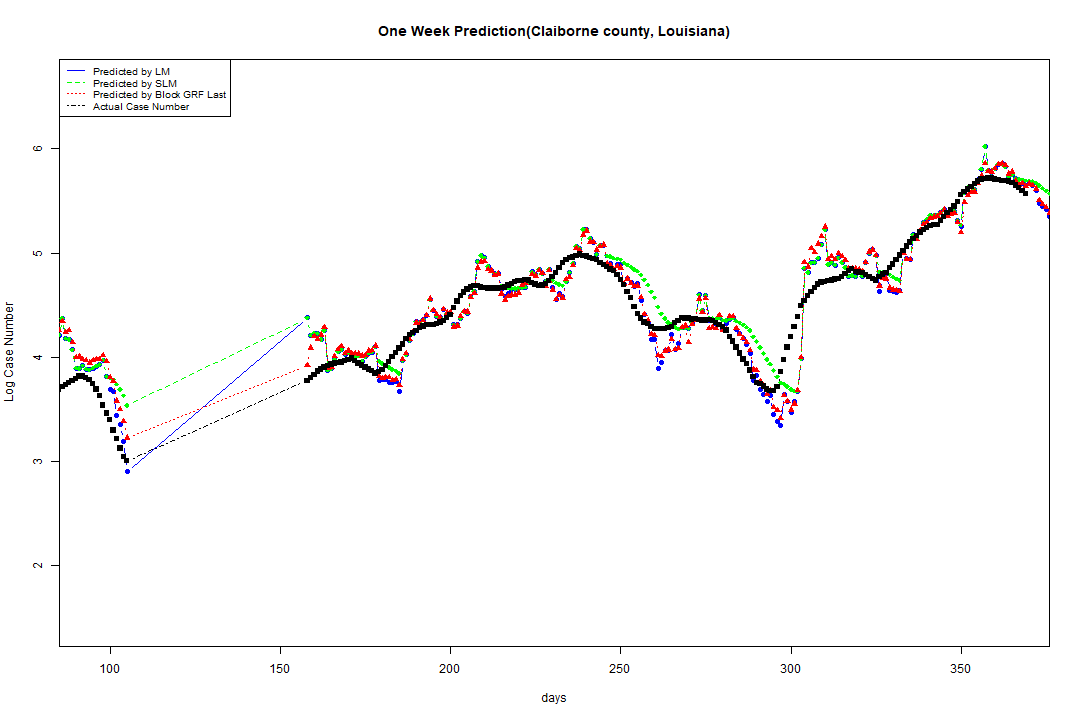 One Week Prediction(Claiborne county, Louisiana)
Predicted by LM
Predicted by SLM
Predicted by Block GRF Last
Actual Case Number
Log Case Number
6
5
4
3
2
100 150 200 250 300 350
days